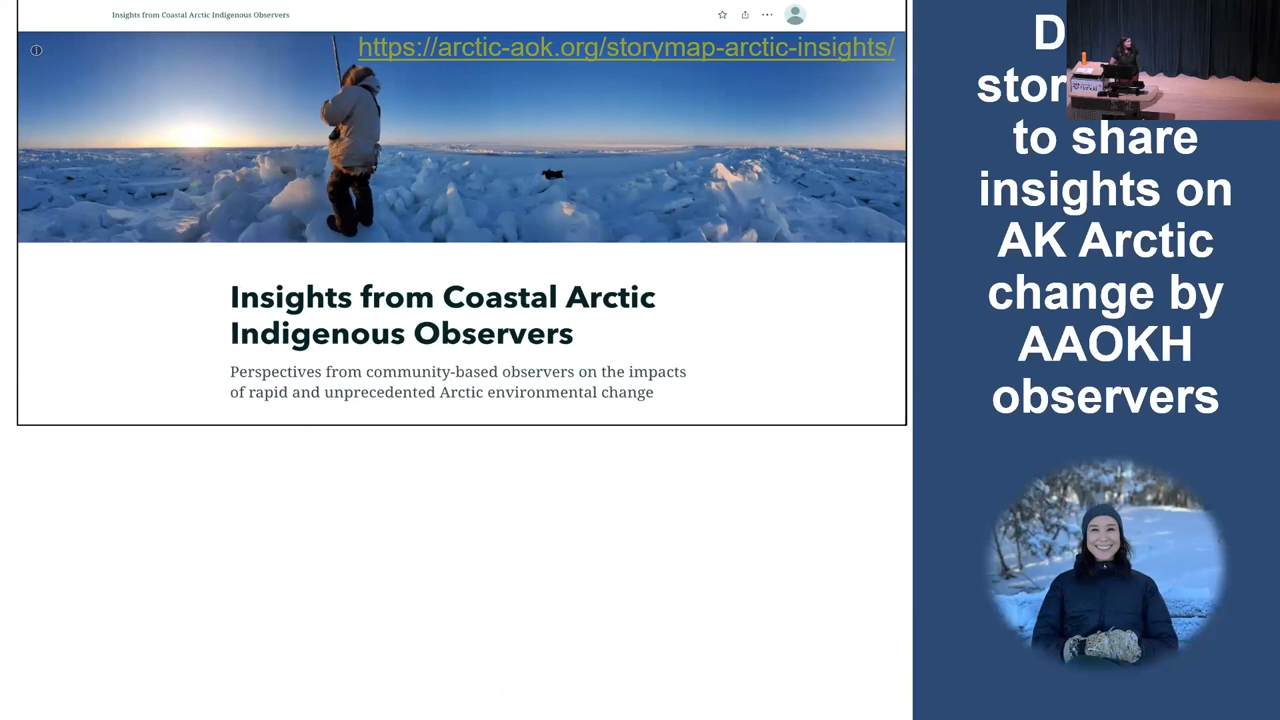 Insights from Coastal Arctic Indigenous Observers
https://arctic-aok.org/storymap-arctic-insights/
Insights from Coastal Arctic
Indigenous Observers
Perspectives from community-based observers on the impacts
of rapid and unprecedented Arctic environmental change
D
stor
to share
insights on
AK Arctic
change by
AAOKH
observers